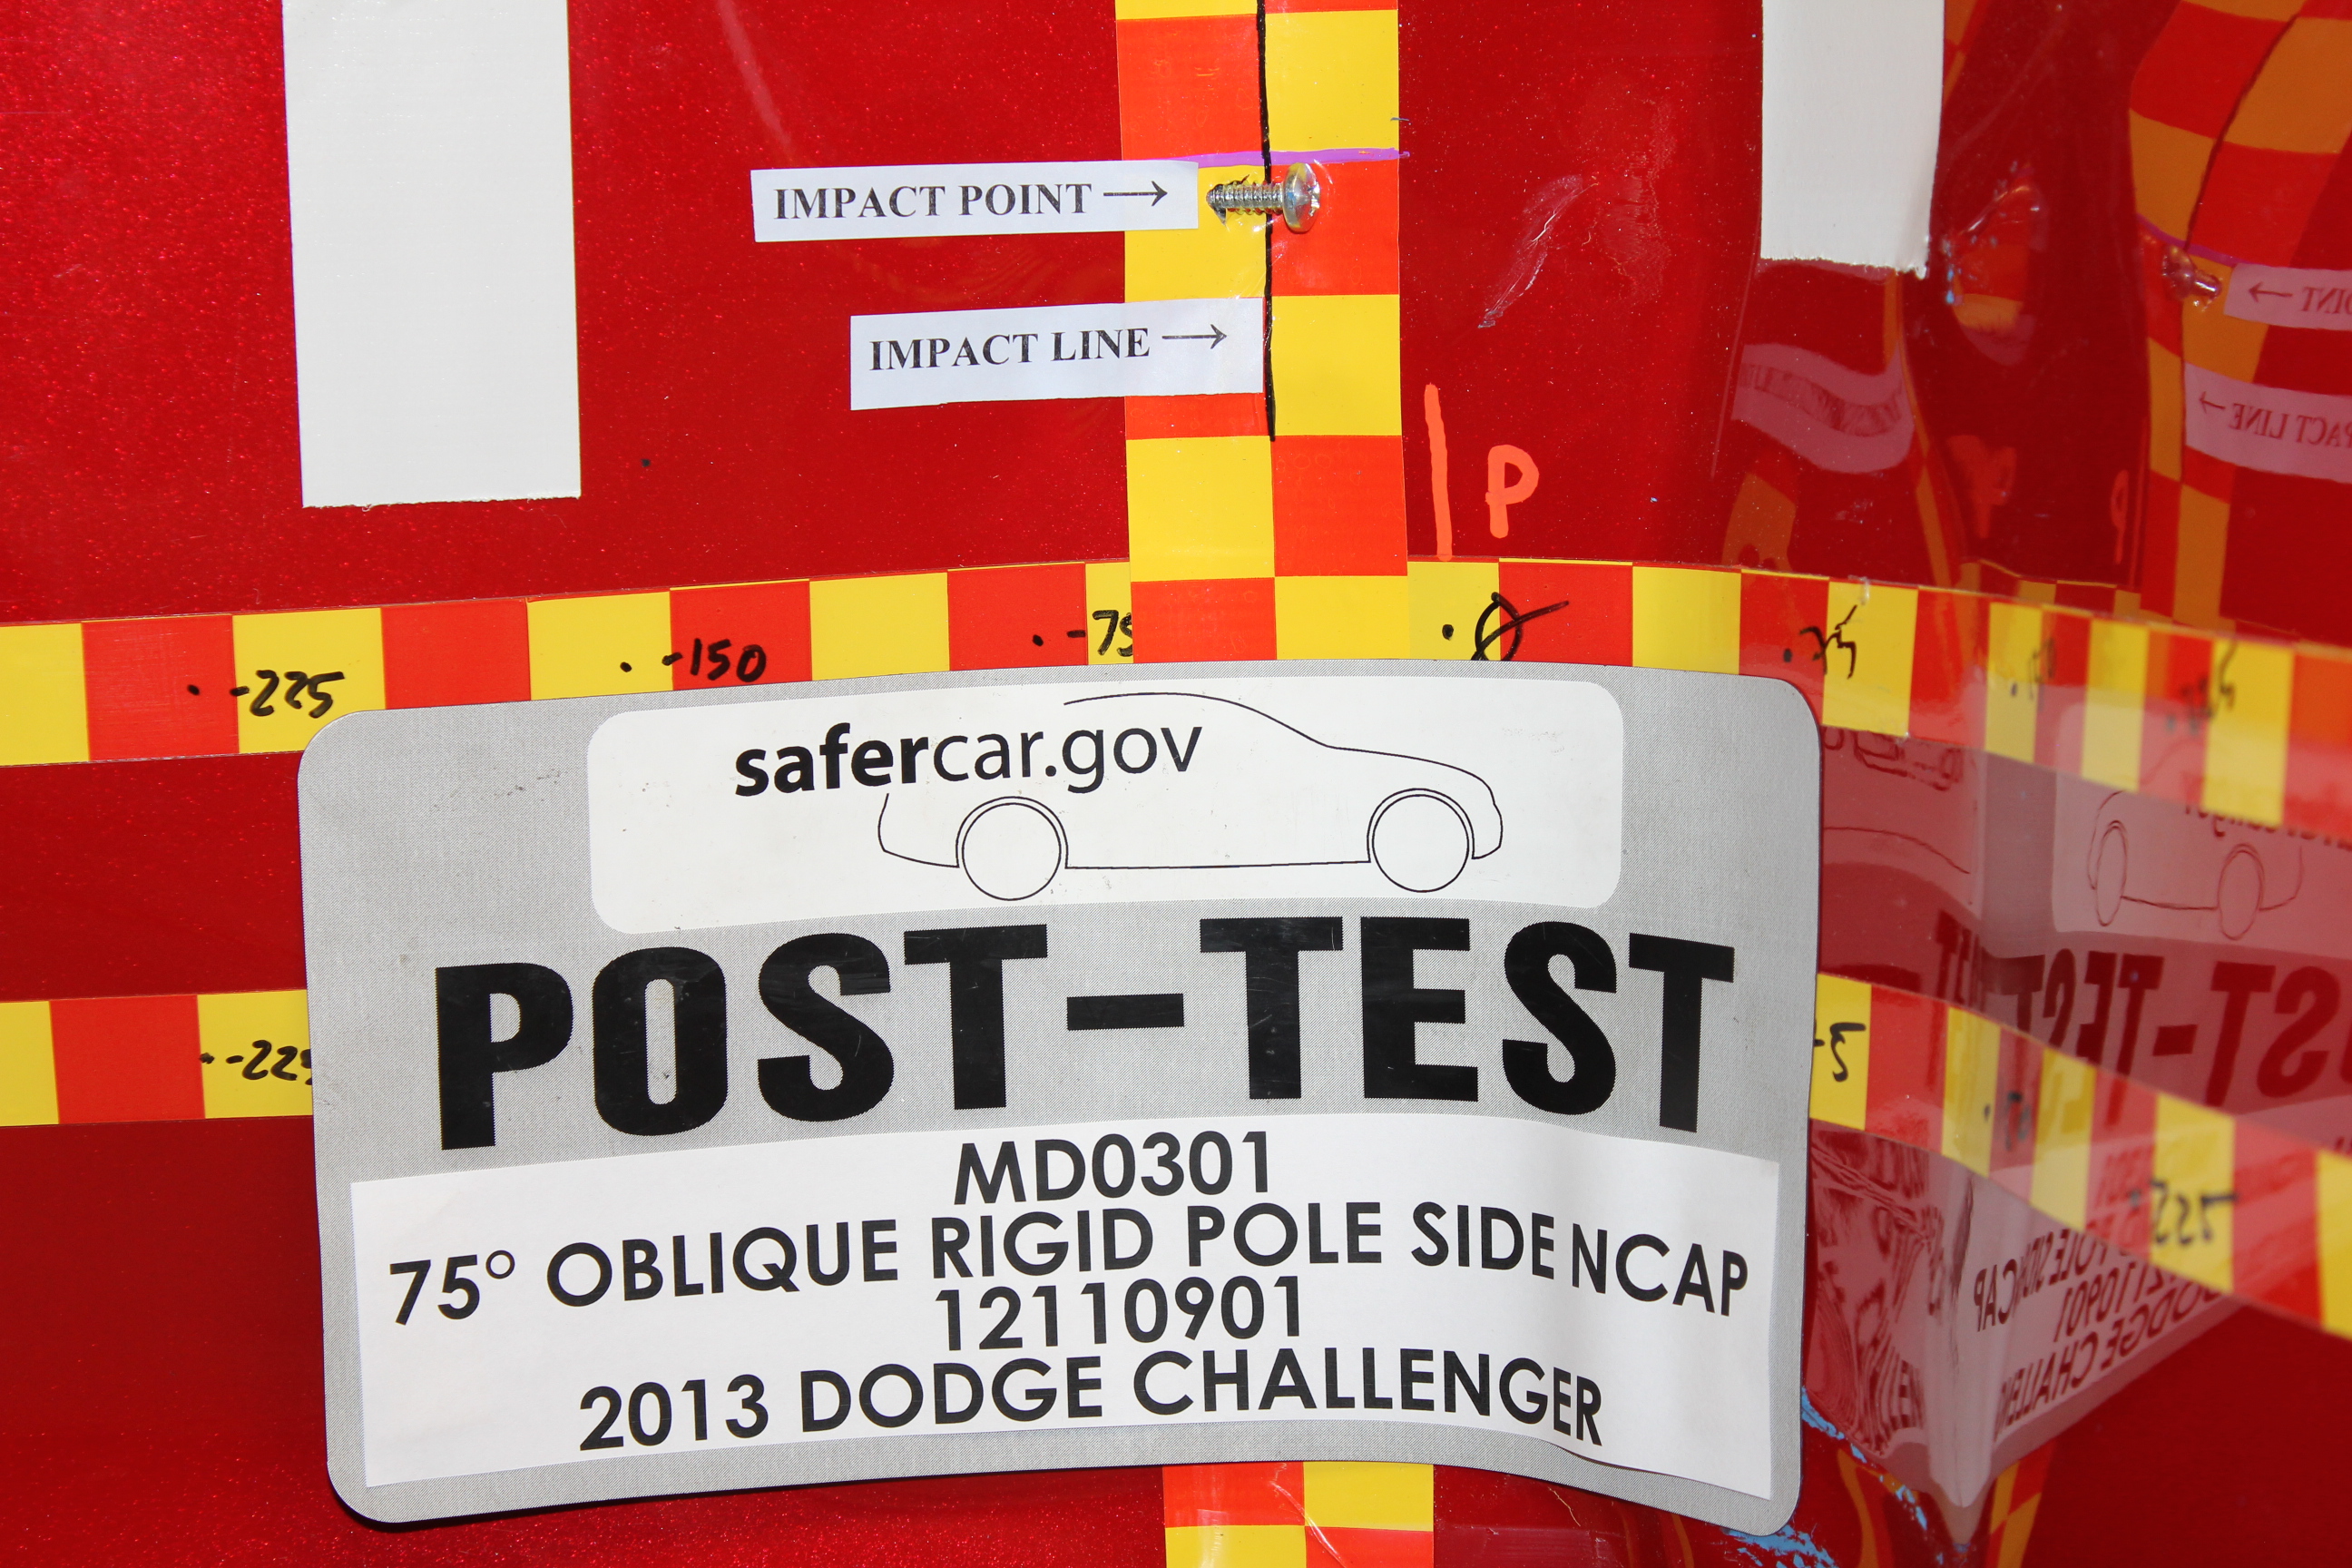 IMPACT POINT →
IMPACT LINE →
P
-225 -150 -75 0 75
safercar.gov
-225
POST-TEST
MD0301
75° OBLIQUE RIGID POLE SIDE NCAP
12110901
2013 DODGE CHALLENGER